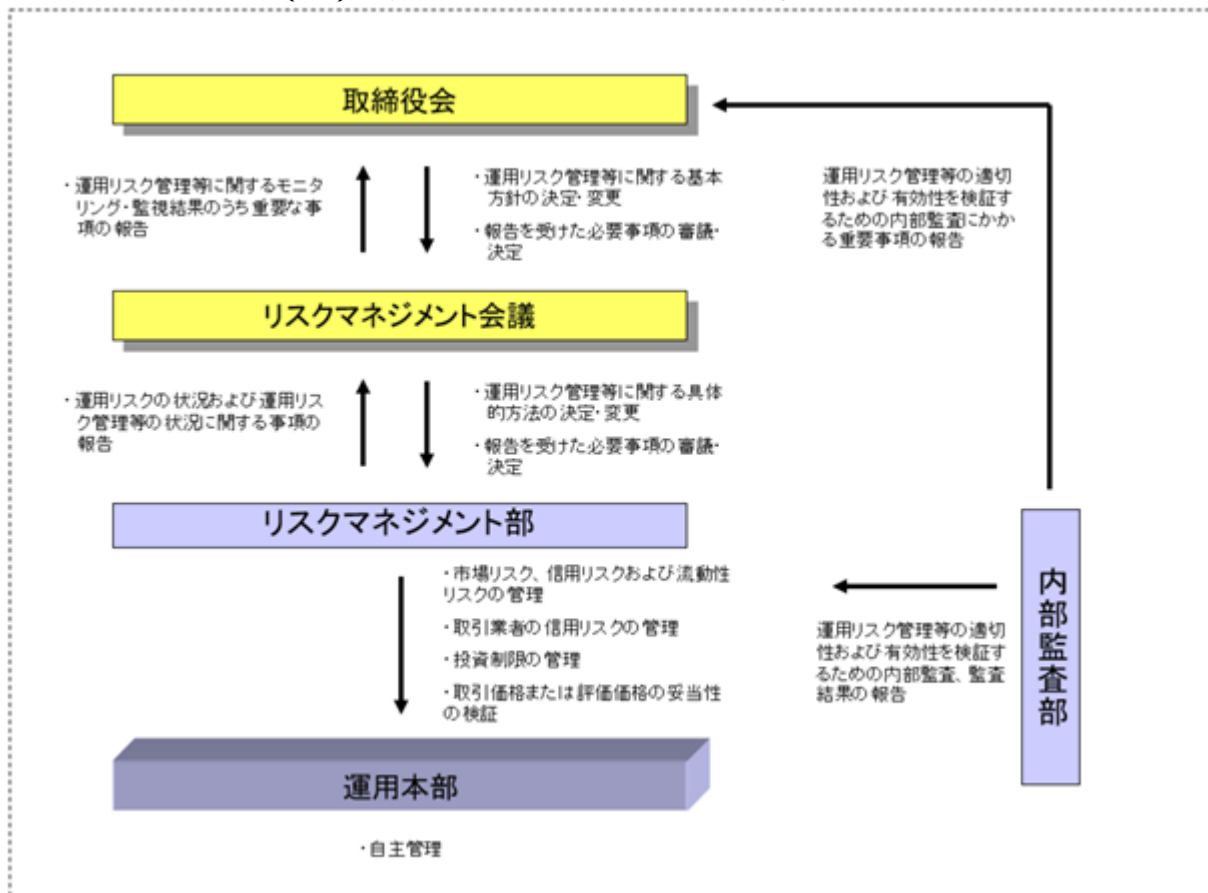 取締役会
・運用リスク管理等に関するモニ
タリング・監視結果のうち重要な事
項の報告
・運用リスク管理等に関する基本
方針の決定・変更
・報告を受けた必要事項の審議・
決定
運用リスク管理等の適切
性および有効性を検証す
るための内部監査にかか
る重要事項の報告
リスクマネジメント会議
・運用リスクの状況および運用リス
ク管理等の状況に関する事項の
報告
・運用リスク管理等に関する具体
的方法の決定・変更
・報告を受けた必要事項の審議・
決定
リスクマネジメント部
・市場リスク、信用リスクおよび流動性
リスクの管理
・取引業者の信用リスクの管理
・投資制限の管理
・取引価格または評価価格の妥当性
の検証
運用リスク管理等の適切
性および有効性を検証す
るための内部監査、監査
結果の報告
内部監査部
運用本部
・自主管理